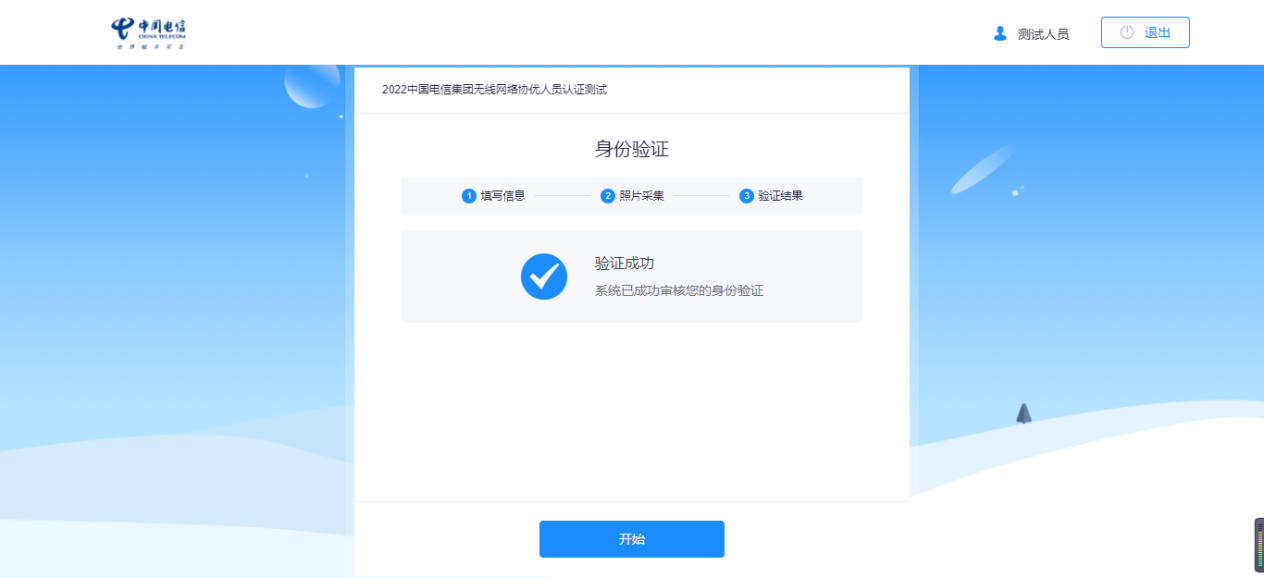 中国电信
CHINA TELECOM
测试人员
退出
2022中国电信集团无线网络协优人员认证测试
身份验证
1 填写信息
2 照片采集
3 验证结果
验证成功
系统已成功审核您的身份验证
开始